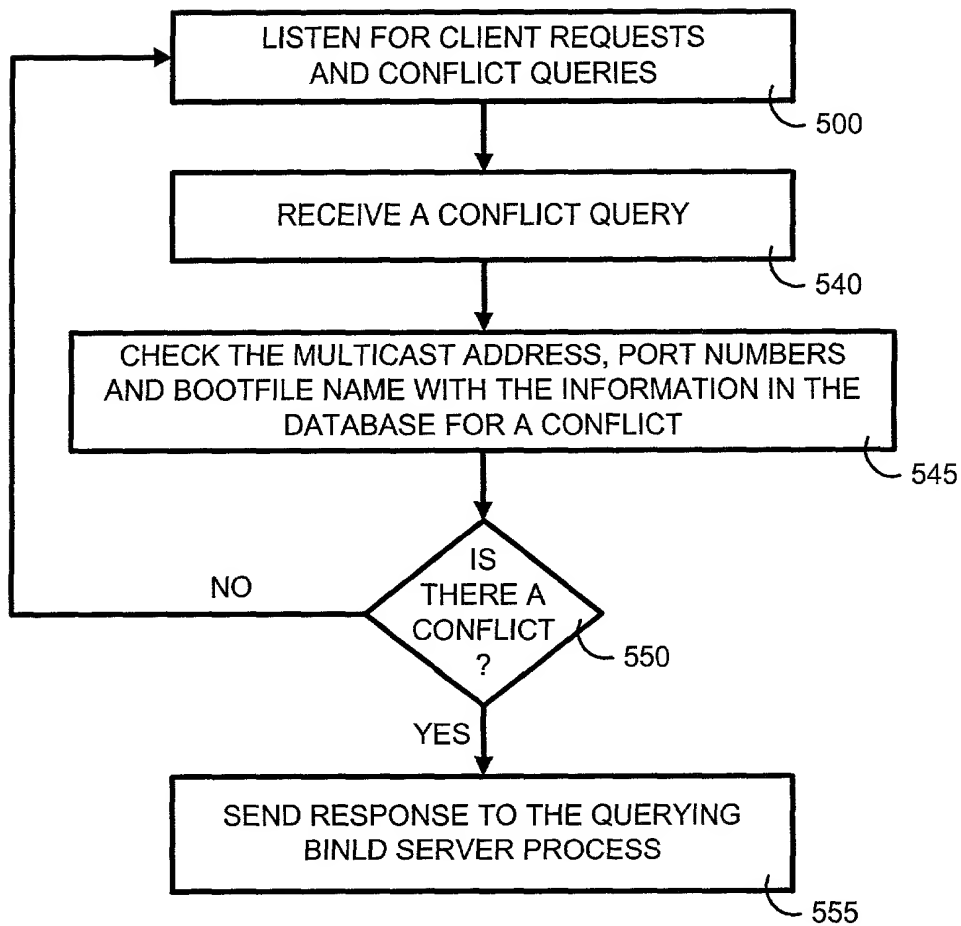 LISTEN FOR CLIENT REQUESTS
AND CONFLICT QUERIES
500
RECEIVE A CONFLICT QUERY
540
CHECK THE MULTICAST ADDRESS, PORT NUMBERS
AND BOOTFILE NAME WITH THE INFORMATION IN THE
DATABASE FOR A CONFLICT
545
IS
THERE A
CONFLICT
?
550
NO
YES
SEND RESPONSE TO THE QUERYING
BINLD SERVER PROCESS
555